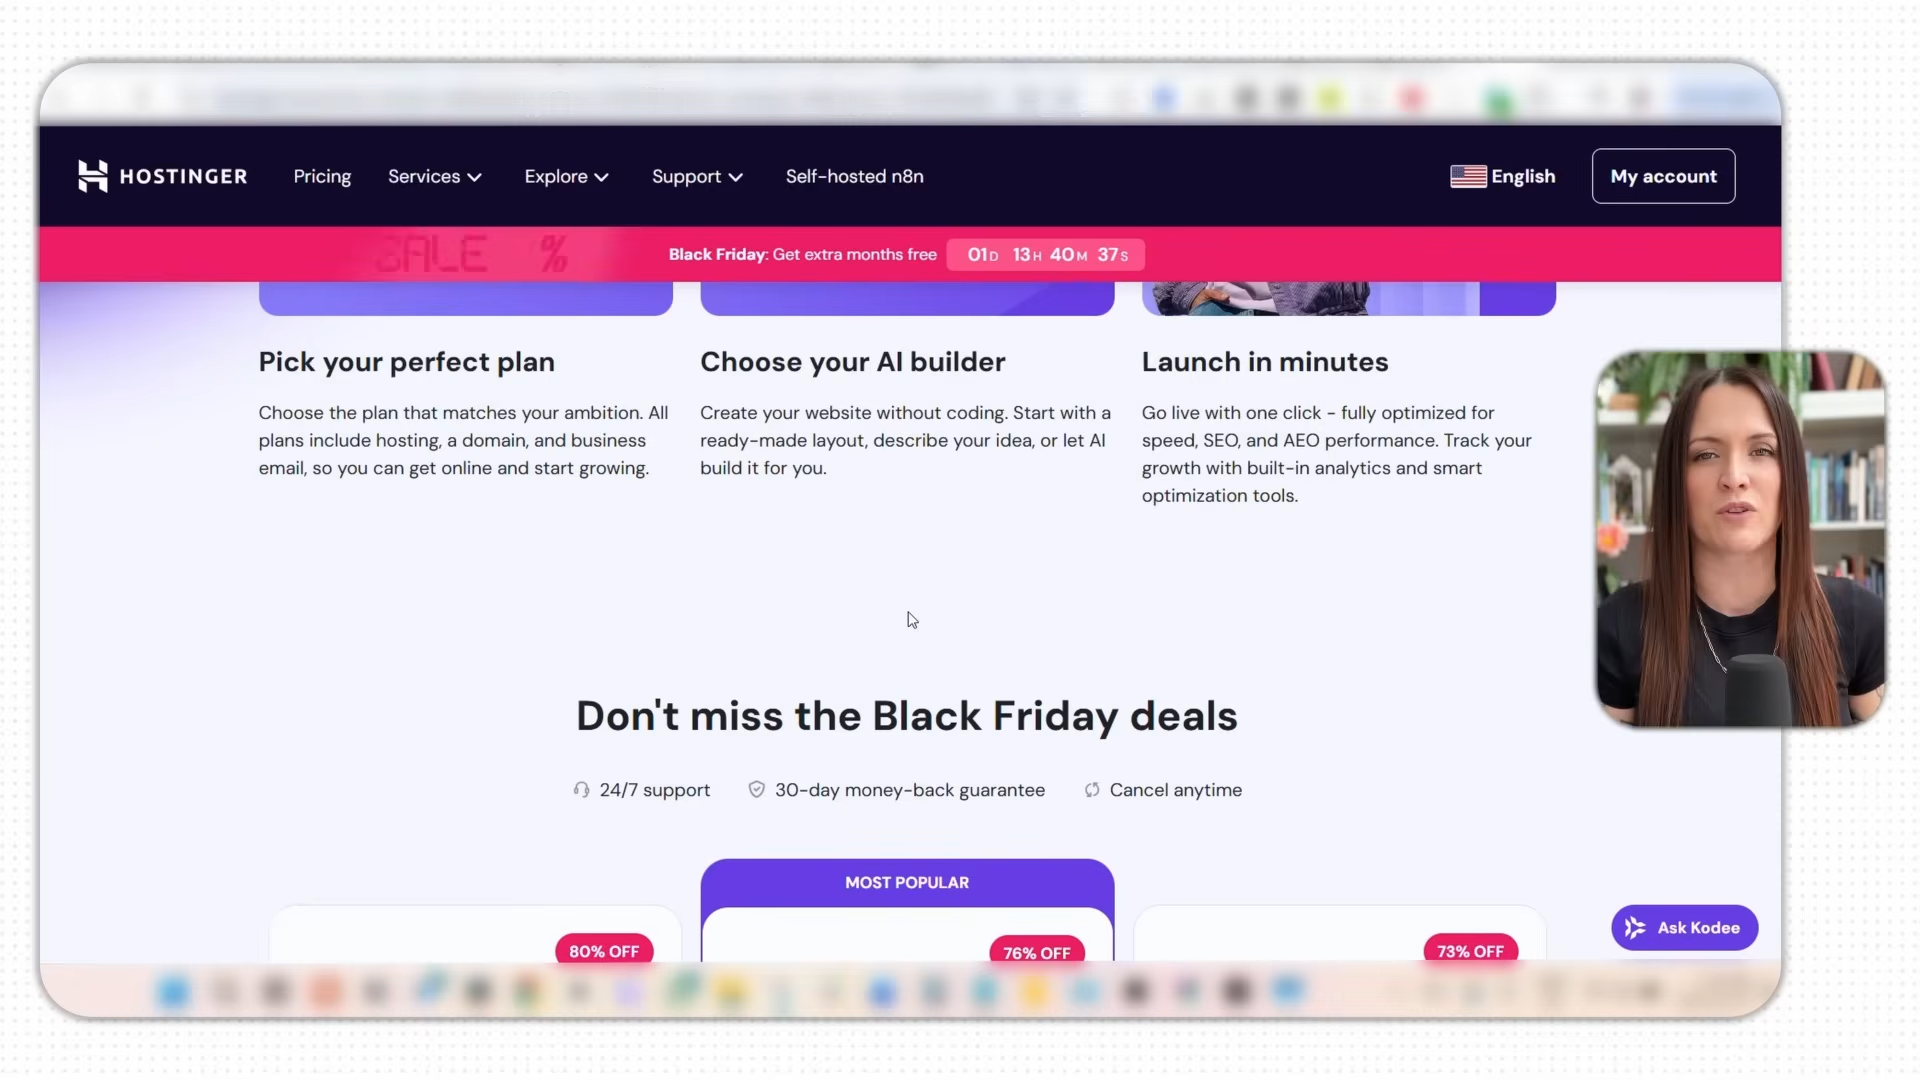 HOSTINGER
Pricing
Services
Explore
Support
Self-hosted n8n
English
My account
SALE %
Black Friday: Get extra months free
01D 13H 40M 37S
Pick your perfect plan
Choose the plan that matches your ambition. All
plans include hosting, a domain, and business
email, so you can get online and start growing.
Choose your AI builder
Create your website without coding. Start with a
ready-made layout, describe your idea, or let AI
build it for you.
Launch in minutes
Go live with one click - fully optimized for
speed, SEO, and AEO performance. Track your
growth with built-in analytics and smart
optimization tools.
Don't miss the Black Friday deals
24/7 support
30-day money-back guarantee
Cancel anytime
MOST POPULAR
80% OFF
76% OFF
73% OFF
Ask Kodee